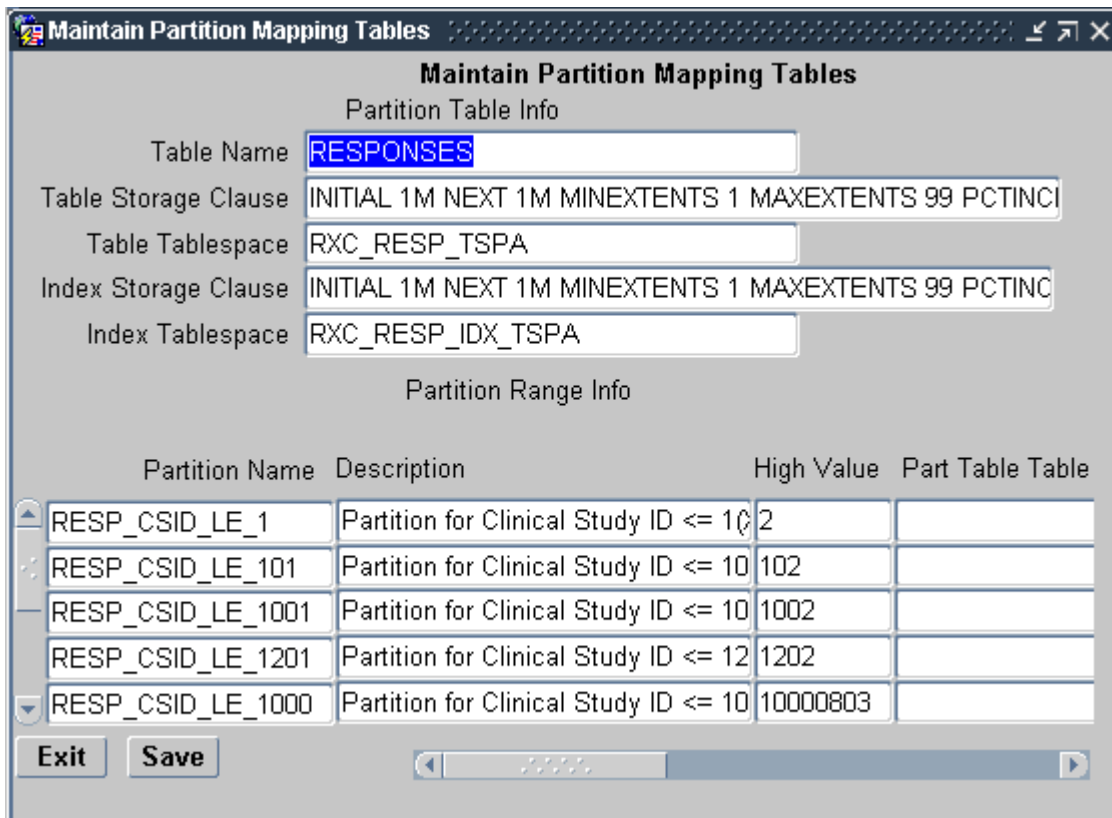 Maintain Partition Mapping Tables
Maintain Partition Mapping Tables
Partition Table Info
Table Name RESPONSES
Table Storage Clause INITIAL 1M NEXT 1M MINEXTENTS 1 MAXEXTENTS 99 PCTINCI
Table Tablespace RXC_RESP_TSPA
Index Storage Clause INITIAL 1M NEXT 1M MINEXTENTS 1 MAXEXTENTS 99 PCTINC
Index Tablespace RXC_RESP_IDX_TSPA
Partition Range Info
Partition Name Description High Value Part Table Table
RESP_CSID_LE_1 Partition for Clinical Study ID <= 1( 2
RESP_CSID_LE_101 Partition for Clinical Study ID <= 10 102
RESP_CSID_LE_1001 Partition for Clinical Study ID <= 10 1002
RESP_CSID_LE_1201 Partition for Clinical Study ID <= 12 1202
RESP_CSID_LE_1000 Partition for Clinical Study ID <= 10 10000803
Exit Save